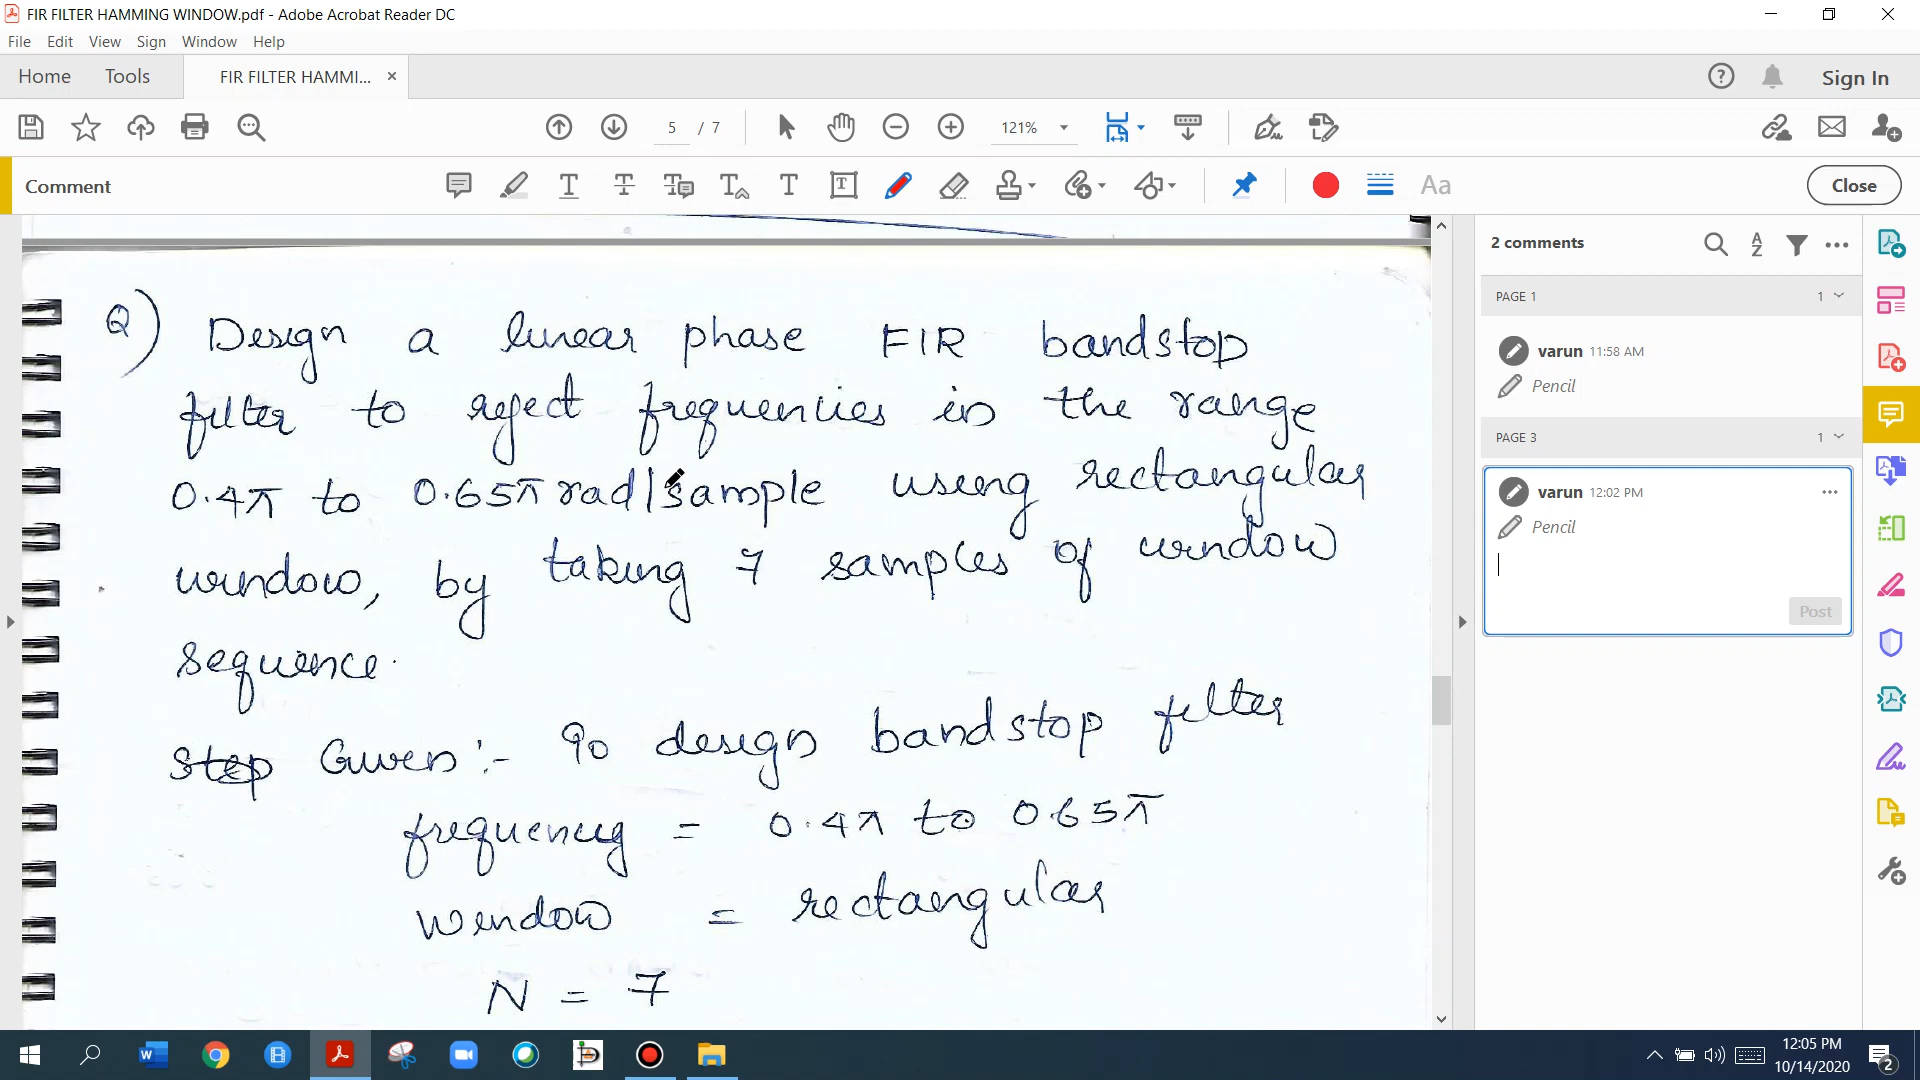 FIR FILTER HAMMING WINDOW.pdf - Adobe Acrobat Reader DC
File Edit View Sign Window Help
Home Tools FIR FILTER HAMMI... × Sign In
5 / 7 121%
Comment Close
2 comments
PAGE 1 1
varun 11:58 AM
Pencil
PAGE 3 1
varun 12:02 PM
Pencil
Post
Q) Design a linear phase FIR bandstop
filter to reject frequencies in the range
0.4π to 0.65π rad/sample using rectangular
window, by taking 7 samples of window
sequence.
step Given :- To design bandstop filter
frequency = 0.4π to 0.65π
window = rectangular
N = 7
12:05 PM
10/14/2020
2